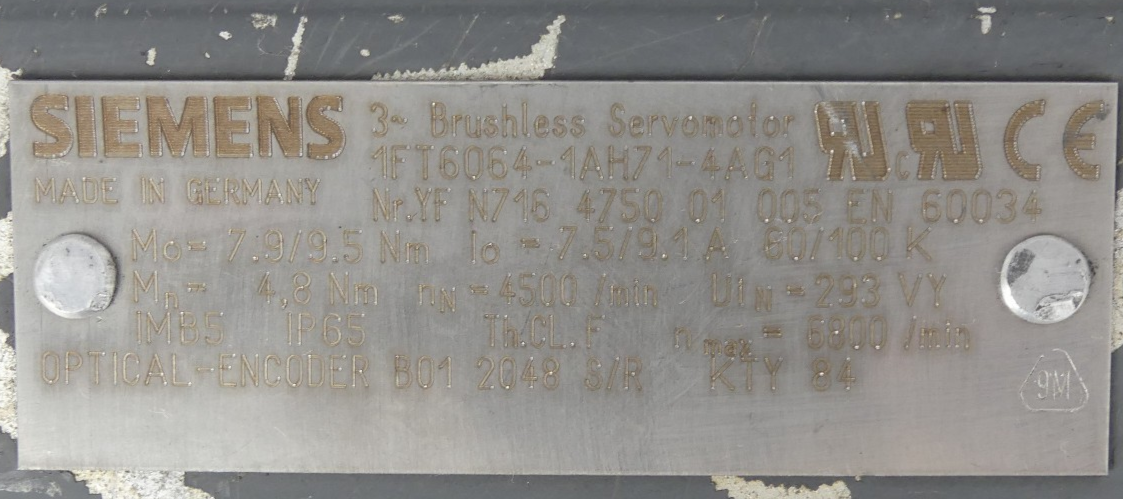 SIEMENS 3~ Brushless Servomotor
1FT6064-1AH71-4AG1
MADE IN GERMANY Nr.YF N716 4750 01 005 EN 60034
Mo= 7.9/9.5 Nm Io = 7.5/9.1 A 60/100 K
Mn= 4,8 Nm nN = 4500 /min U1N = 293 VY
IMB5 IP65 Th.CL.F nmax = 6800 /min
OPTICAL-ENCODER B01 2048 S/R KTY 84